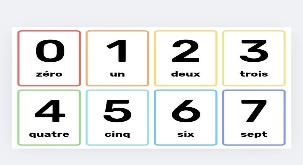 0 1 2 3
zéro un deux trois
4 5 6 7
quatre cinq six sept